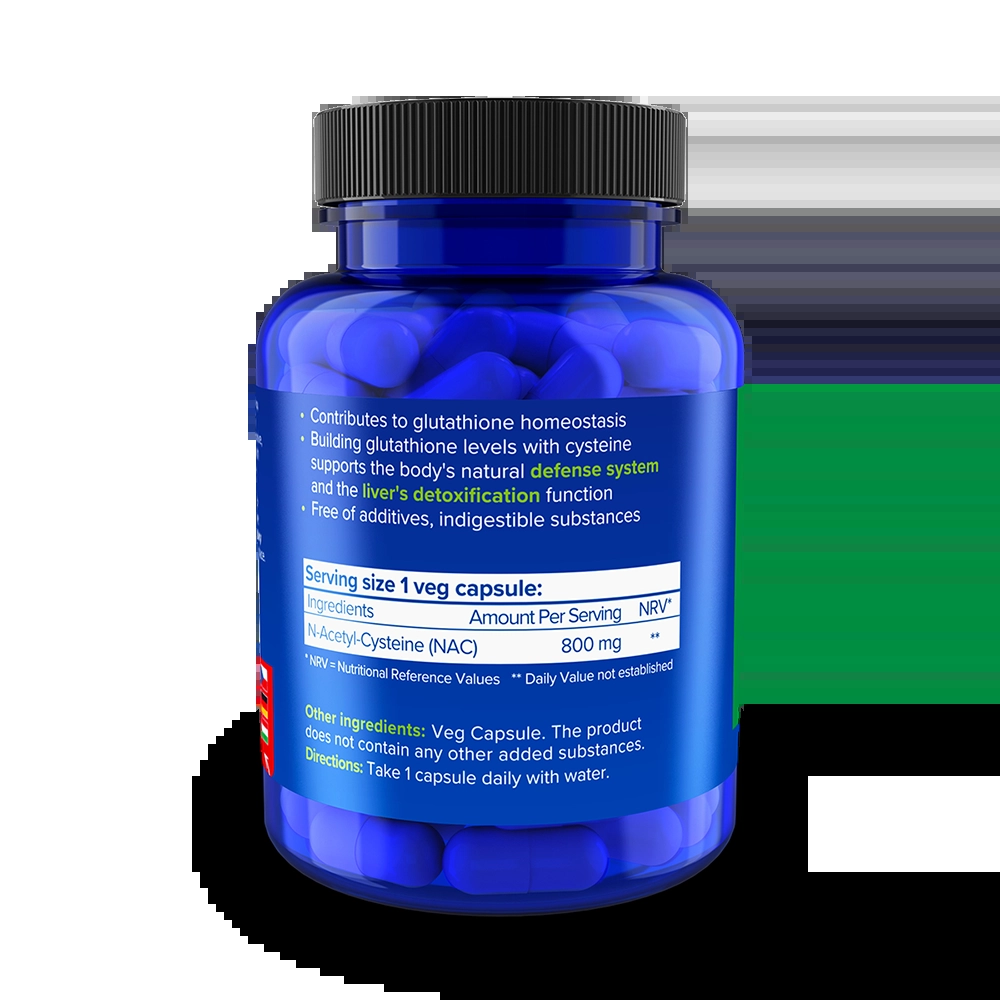 • Contributes to glutathione homeostasis
• Building glutathione levels with cysteine
supports the body's natural defense system
and the liver's detoxification function
• Free of additives, indigestible substances
Serving size 1 veg capsule:
Ingredients Amount Per Serving NRV*
N-Acetyl-Cysteine (NAC) 800 mg **
*NRV = Nutritional Reference Values ** Daily Value not established
Other ingredients: Veg Capsule. The product
does not contain any other added substances.
Directions: Take 1 capsule daily with water.